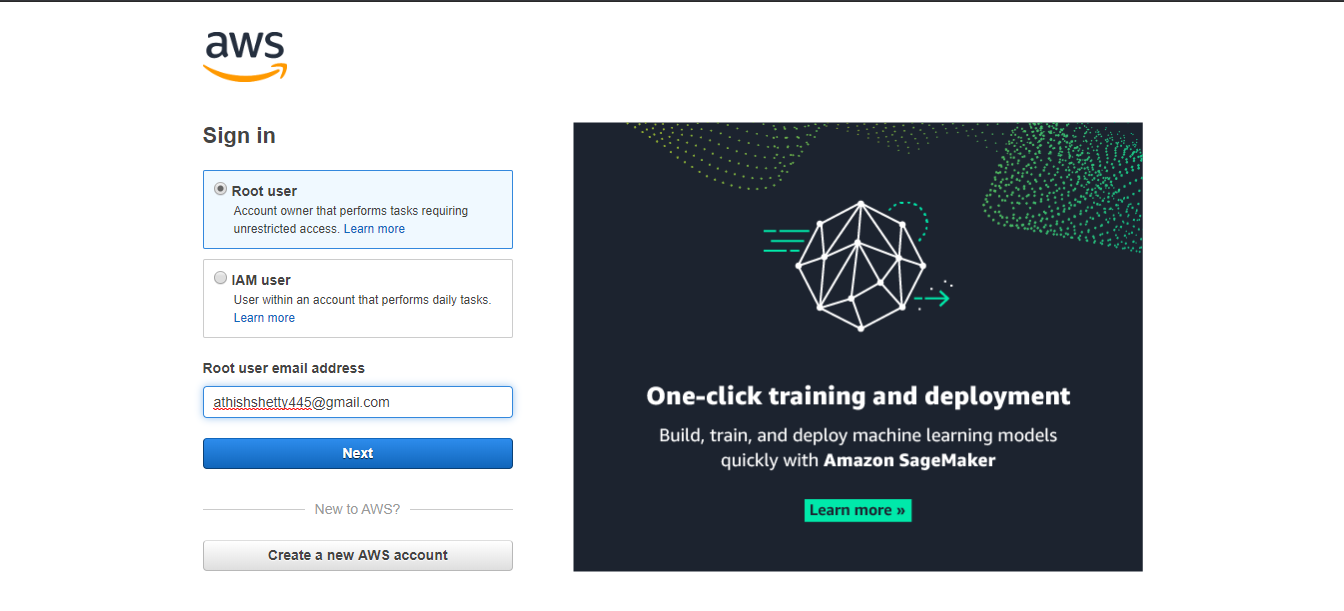 aws
Sign in
Root user
Account owner that performs tasks requiring
unrestricted access. Learn more
IAM user
User within an account that performs daily tasks.
Learn more
Root user email address
athishshetty445@gmail.com
Next
New to AWS?
Create a new AWS account
One-click training and deployment
Build, train, and deploy machine learning models
quickly with Amazon SageMaker
Learn more »